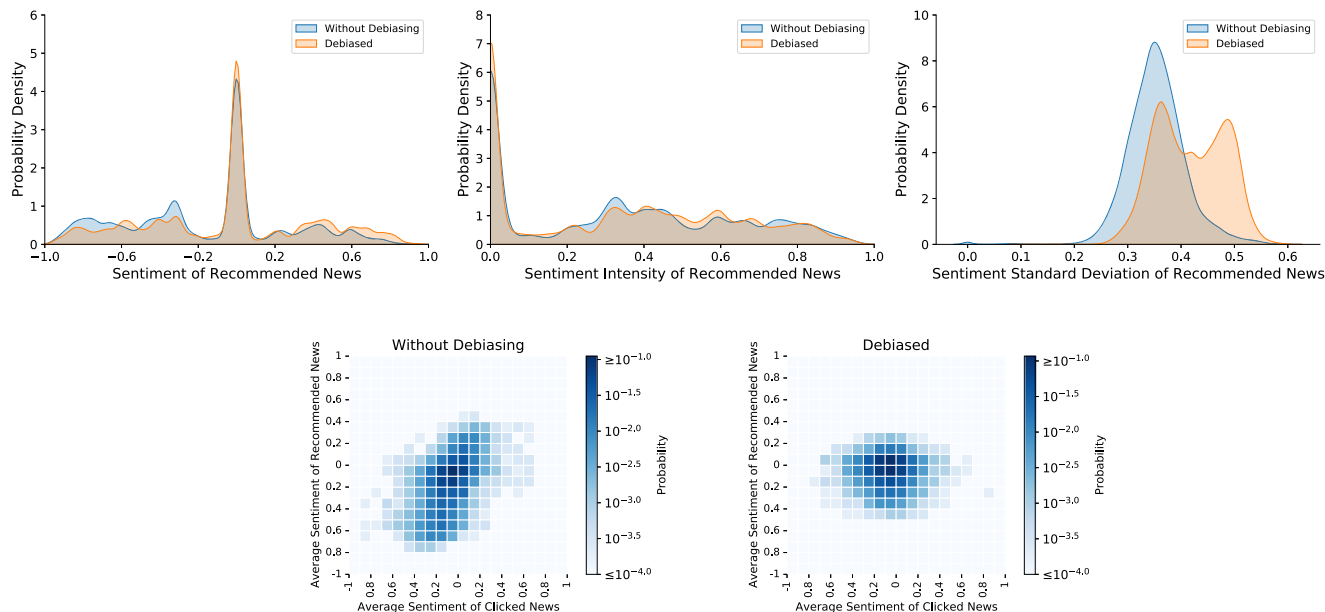 6
5
4
3
2
1
0
Probability Density
Without Debiasing
Debiased
−1.0 −0.6 −0.2 0.2 0.6 1.0
Sentiment of Recommended News
8
7
6
5
4
3
2
1
0
Probability Density
Without Debiasing
Debiased
0.0 0.2 0.4 0.6 0.8 1.0
Sentiment Intensity of Recommended News
10
8
6
4
2
0
Probability Density
Without Debiasing
Debiased
0.0 0.1 0.2 0.3 0.4 0.5 0.6
Sentiment Standard Deviation of Recommended News
Without Debiasing
Average Sentiment of Recommended News
1
0.8
0.6
0.4
0.2
0
0.2
0.4
0.6
0.8
-1
-1 0.8 0.6 0.4 0.2 0 0.2 0.4 0.6 0.8 1
Average Sentiment of Clicked News
≥10⁻¹·⁰
10⁻¹·⁵
10⁻²·⁰
10⁻²·⁵
10⁻³·⁰
10⁻³·⁵
≤10⁻⁴·⁰
Probability
Debiased
Average Sentiment of Recommended News
1
0.8
0.6
0.4
0.2
0
0.2
0.4
0.6
0.8
-1
-1 0.8 0.6 0.4 0.2 0 0.2 0.4 0.6 0.8 1
Average Sentiment of Clicked News
≥10⁻¹·⁰
10⁻¹·⁵
10⁻²·⁰
10⁻²·⁵
10⁻³·⁰
10⁻³·⁵
≤10⁻⁴·⁰
Probability